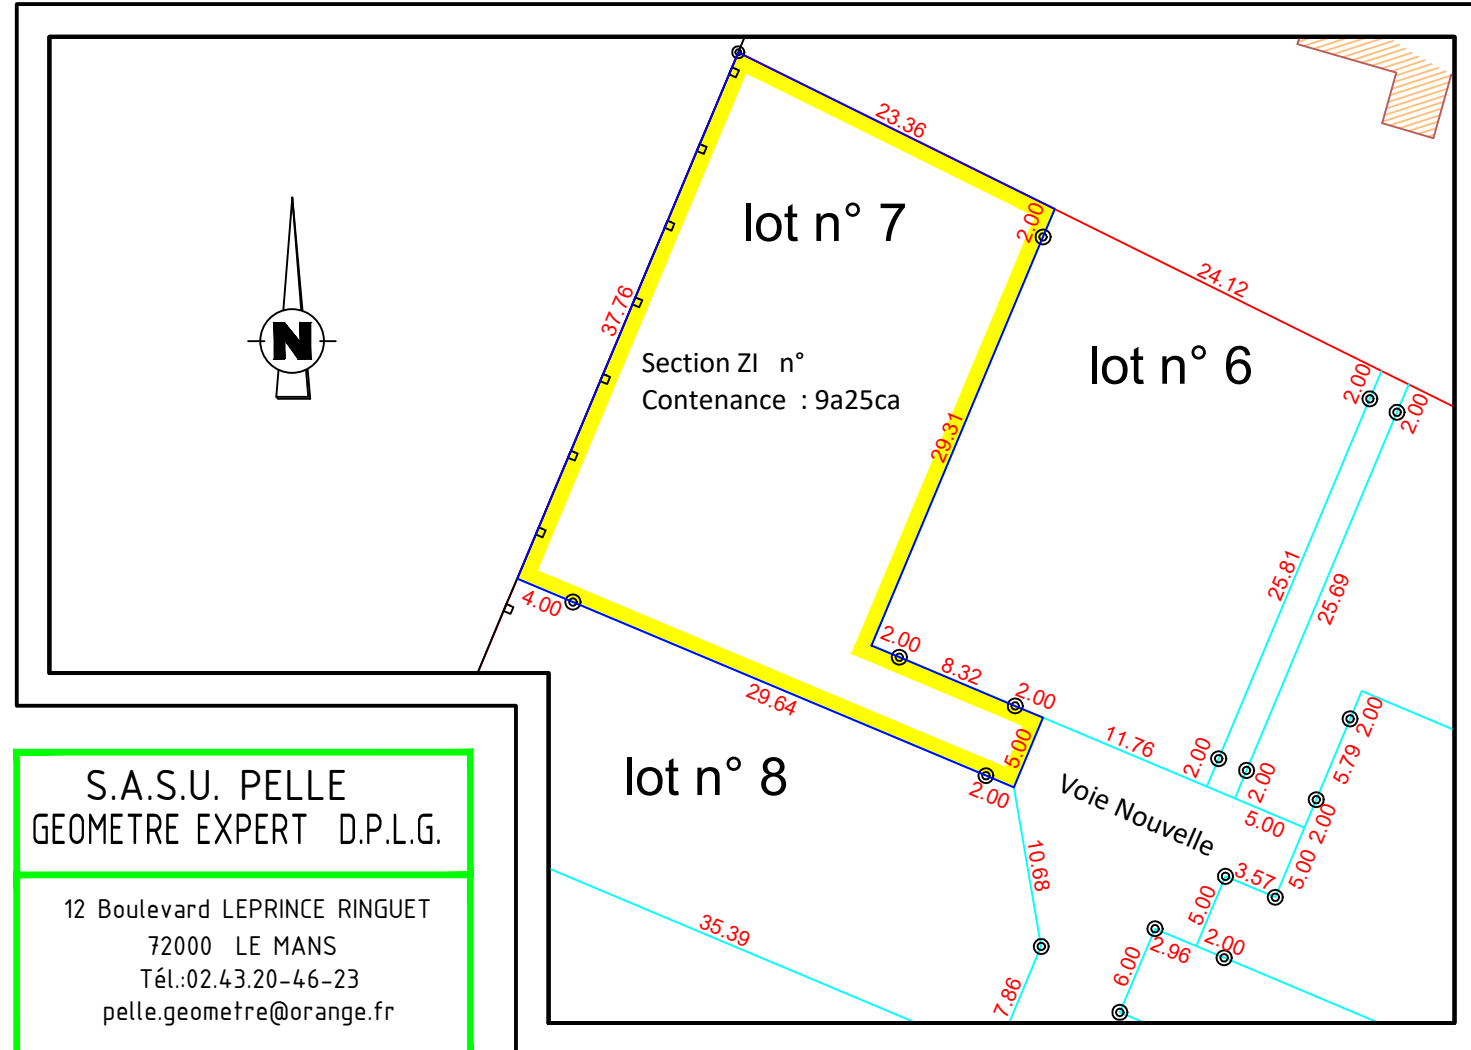 23.36
lot n° 7
2.00
24.12
37.76
lot n° 6
Section ZI n°
Contenance : 9a25ca
2.00
2.00
29.31
25.81
25.69
4.00
2.00
8.32
2.00
29.64
5.00
11.76
2.00
2.00
2.00
5.79
lot n° 8
2.00
Voie Nouvelle
5.00
2.00
5.00
3.57
10.68
5.00
35.39
2.96
2.00
6.00
7.86
N
S.A.S.U. PELLE
GEOMETRE EXPERT D.P.L.G.
12 Boulevard LEPRINCE RINGUET
72000 LE MANS
Tél.:02.43.20-46-23
pelle.geometre@orange.fr